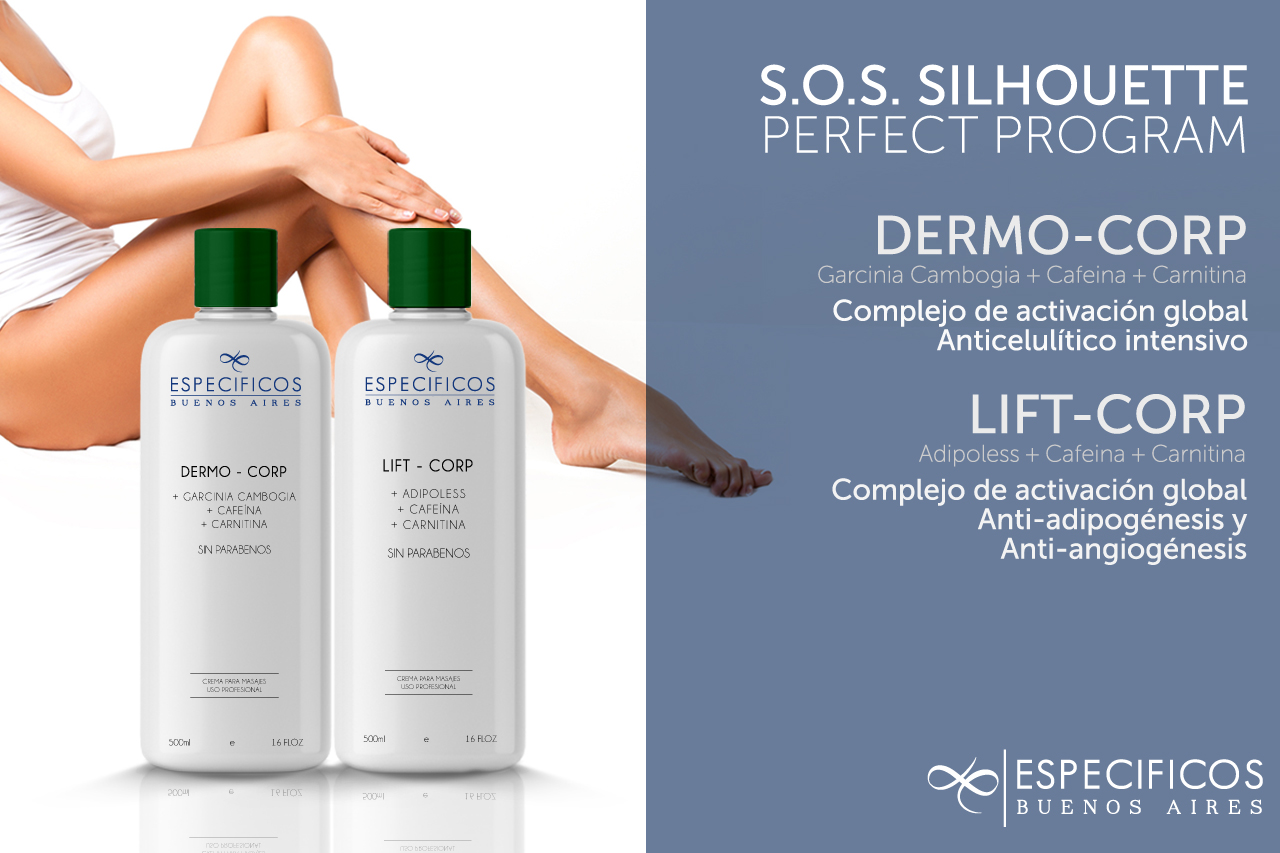 S.O.S. SILHOUETTE
PERFECT PROGRAM
DERMO-CORP
Garcinia Cambogia + Cafeina + Carnitina
Complejo de activación global
Anticelulítico intensivo
LIFT-CORP
Adipoless + Cafeina + Carnitina
Complejo de activación global
Anti-adipogénesis y
Anti-angiogénesis
ESPECIFICOS
BUENOS AIRES
DERMO - CORP
+ GARCINIA CAMBOGIA
+ CAFEÍNA
+ CARNITINA
SIN PARABENOS
CREMA PARA MASAJES
USO PROFESIONAL
500ml e 16 FLOZ
ESPECIFICOS
BUENOS AIRES
LIFT - CORP
+ ADIPOLESS
+ CAFEÍNA
+ CARNITINA
SIN PARABENOS
CREMA PARA MASAJES
USO PROFESIONAL
500ml e 16 FLOZ
ESPECIFICOS
BUENOS AIRES